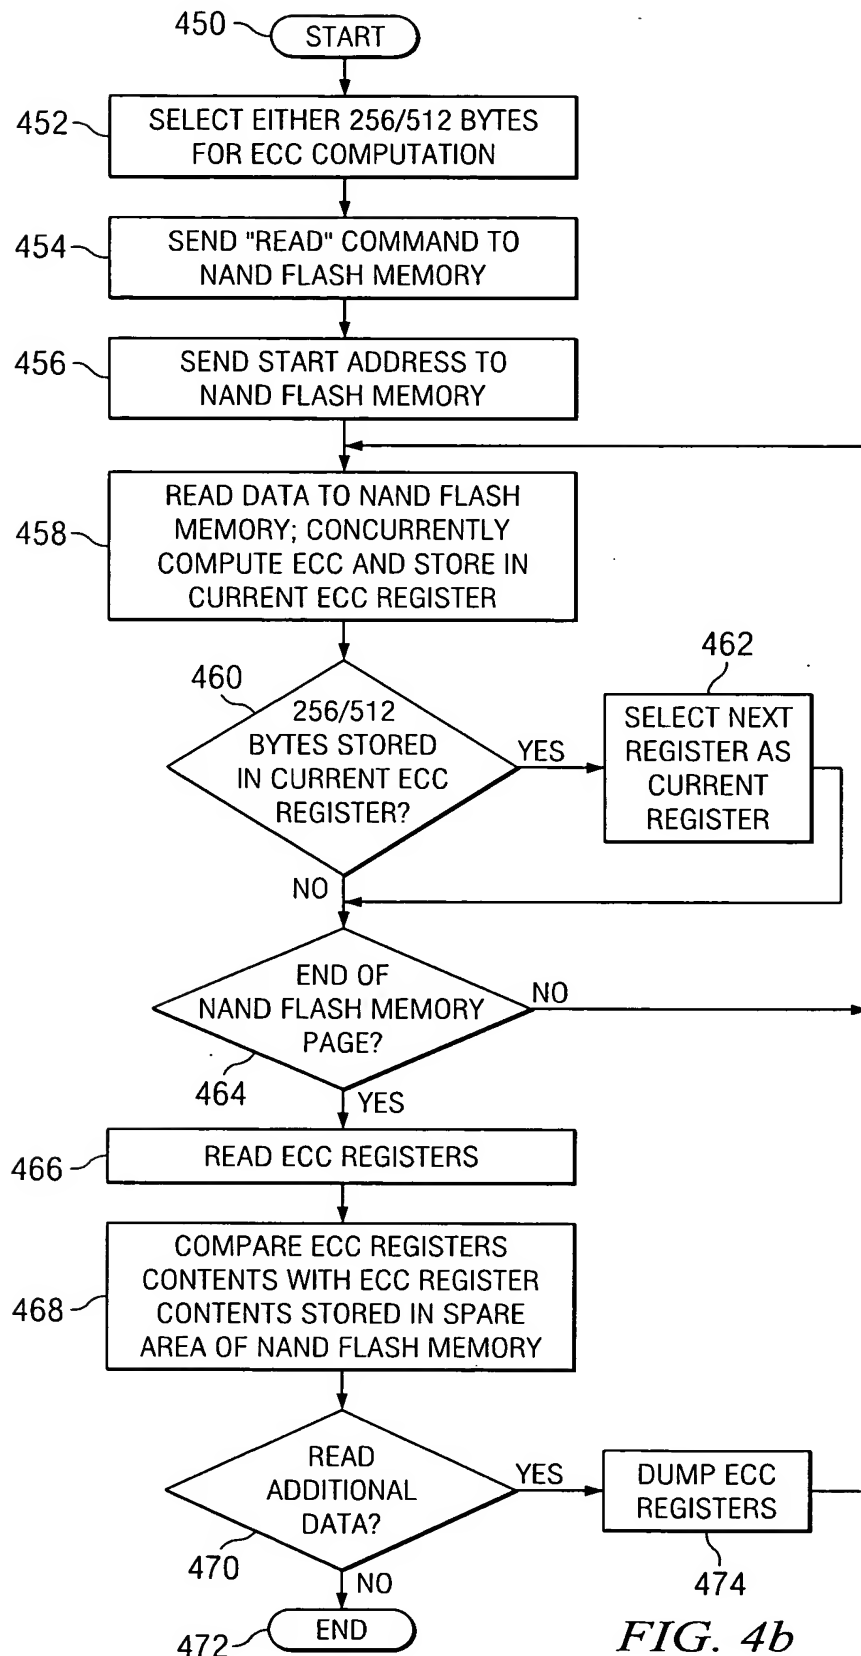 450
START
452
SELECT EITHER 256/512 BYTES
FOR ECC COMPUTATION
454
SEND "READ" COMMAND TO
NAND FLASH MEMORY
456
SEND START ADDRESS TO
NAND FLASH MEMORY
458
READ DATA TO NAND FLASH
MEMORY; CONCURRENTLY
COMPUTE ECC AND STORE IN
CURRENT ECC REGISTER
460
256/512
BYTES STORED
IN CURRENT ECC
REGISTER?
YES
462
SELECT NEXT
REGISTER AS
CURRENT
REGISTER
NO
END OF
NAND FLASH MEMORY
PAGE?
NO
464
YES
466
READ ECC REGISTERS
468
COMPARE ECC REGISTERS
CONTENTS WITH ECC REGISTER
CONTENTS STORED IN SPARE
AREA OF NAND FLASH MEMORY
READ
ADDITIONAL
DATA?
YES
DUMP ECC
REGISTERS
470
NO
474
472
END
FIG. 4b